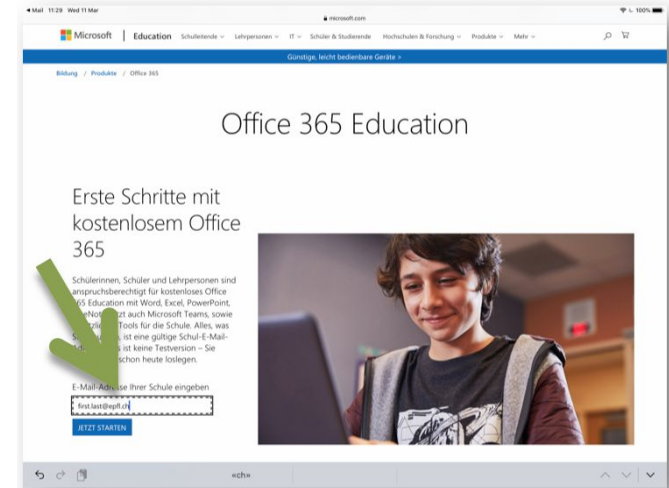 Mail 11:29 Wed 11 Mar
microsoft.com
100%
Microsoft | Education Schulleitende Lehrpersonen IT Schüler & Studierende Hochschulen & Forschung Produkte Mehr
Günstige, leicht bedienbare Geräte >
Bildung / Produkte / Office 365
Office 365 Education
Erste Schritte mit
kostenlosem Office
365
Schülerinnen, Schüler und Lehrpersonen sind
anspruchsberechtigt für kostenloses Office
365 Education mit Word, Excel, PowerPoint,
auch Microsoft Teams, sowie
Tools für die Schule. Alles, was
ist eine gültige Schul-E-Mail-
ist keine Testversion – Sie
schon heute loslegen.
E-Mail-Adresse Ihrer Schule eingeben
first.last@epfl.ch
JETZT STARTEN
«ch»